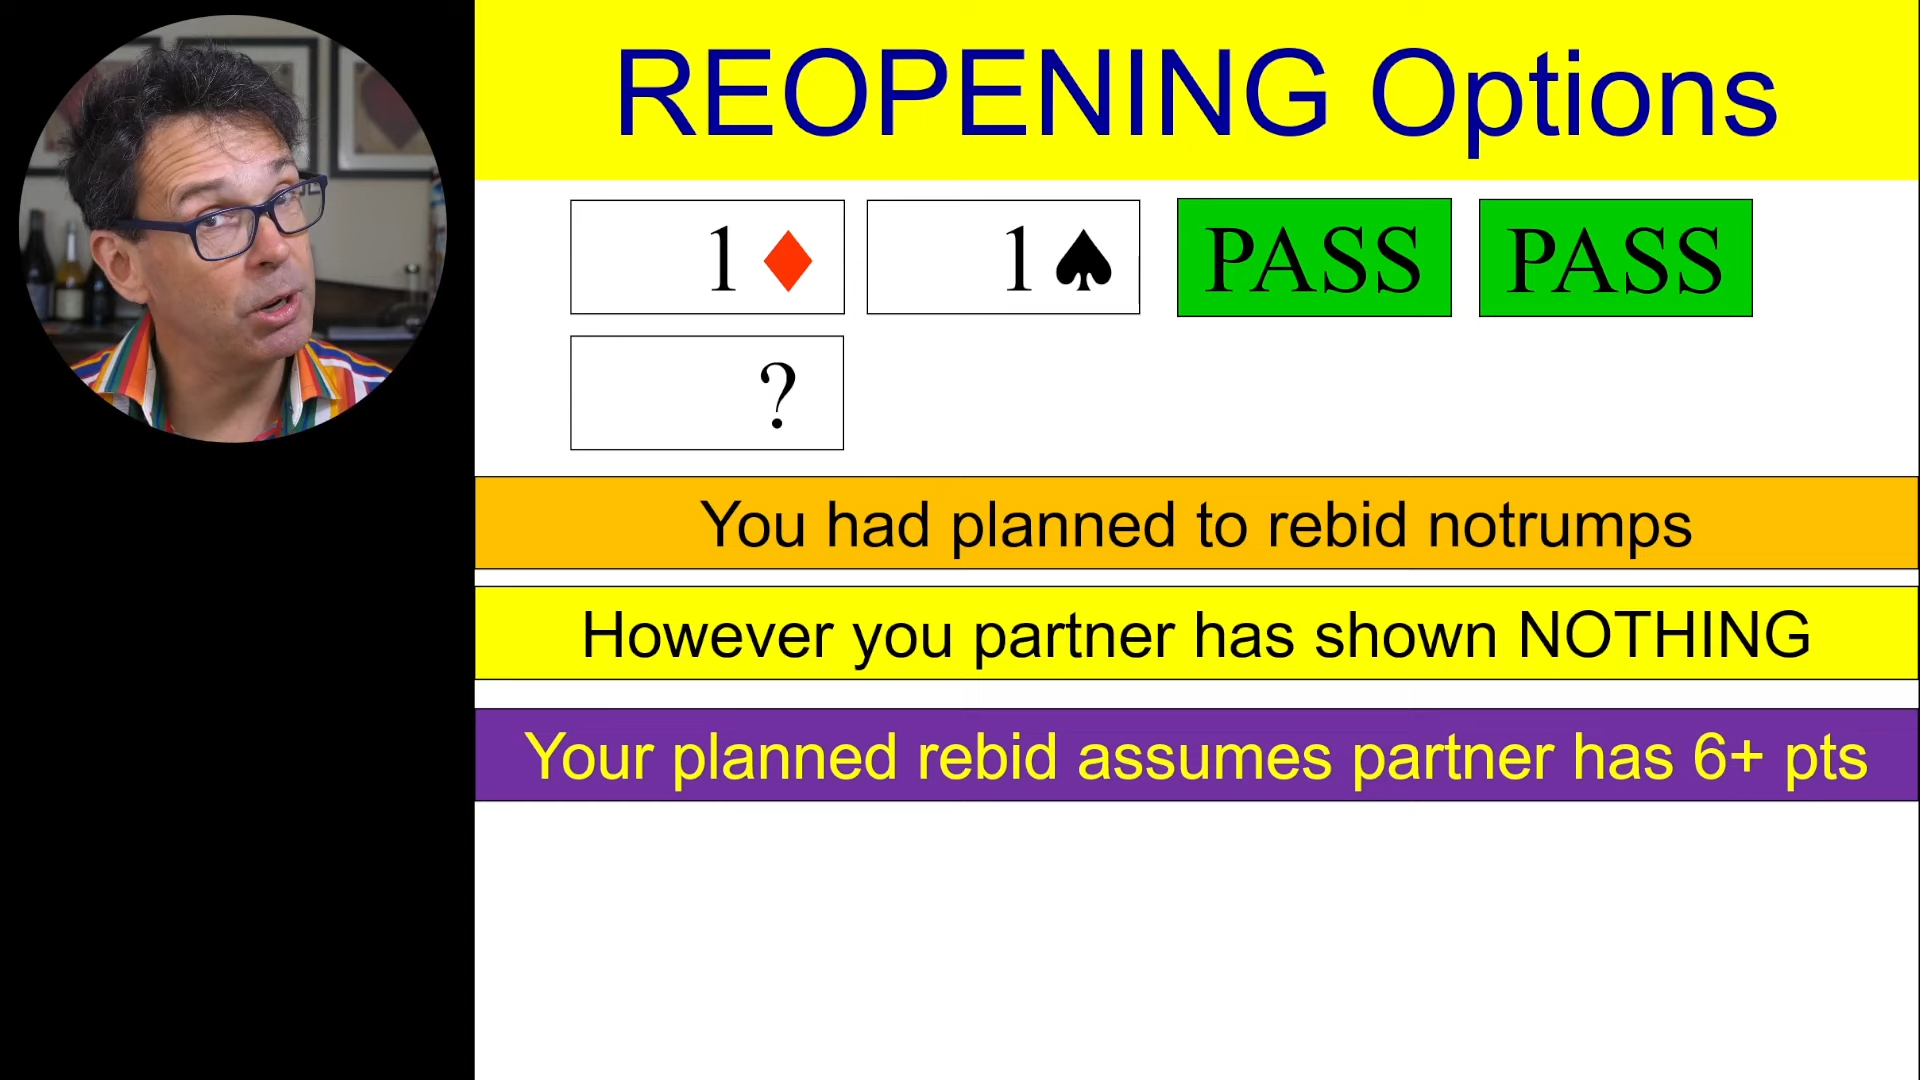 REOPENING Options
1♦ 1♠ PASS PASS
?
You had planned to rebid notrumps
However you partner has shown NOTHING
Your planned rebid assumes partner has 6+ pts